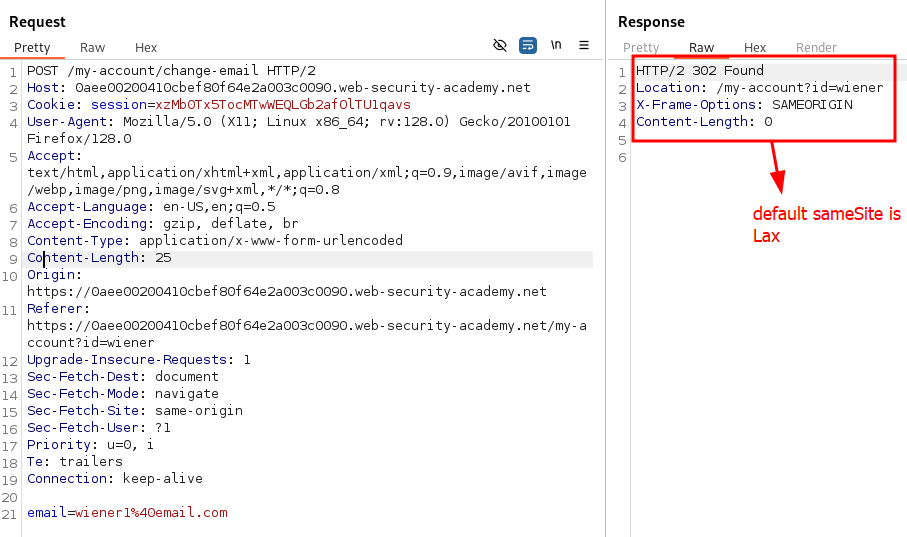 Request
Response
Pretty Raw Hex \n
Pretty Raw Hex Render
1 POST /my-account/change-email HTTP/2
2 Host: 0aee00200410cbef80f64e2a003c0090.web-security-academy.net
3 Cookie: session=xzMb0Tx5TocMTwWEQLGb2afOlTU1qavs
4 User-Agent: Mozilla/5.0 (X11; Linux x86_64; rv:128.0) Gecko/20100101
Firefox/128.0
5 Accept:
text/html,application/xhtml+xml,application/xml;q=0.9,image/avif,image
/webp,image/png,image/svg+xml,*/*;q=0.8
6 Accept-Language: en-US,en;q=0.5
7 Accept-Encoding: gzip, deflate, br
8 Content-Type: application/x-www-form-urlencoded
9 Content-Length: 25
10 Origin:
https://0aee00200410cbef80f64e2a003c0090.web-security-academy.net
11 Referer:
https://0aee00200410cbef80f64e2a003c0090.web-security-academy.net/my-a
ccount?id=wiener
12 Upgrade-Insecure-Requests: 1
13 Sec-Fetch-Dest: document
14 Sec-Fetch-Mode: navigate
15 Sec-Fetch-Site: same-origin
16 Sec-Fetch-User: ?1
17 Priority: u=0, i
18 Te: trailers
19 Connection: keep-alive
20
21 email=wiener1%40email.com
1 HTTP/2 302 Found
2 Location: /my-account?id=wiener
3 X-Frame-Options: SAMEORIGIN
4 Content-Length: 0
5
6
default sameSite is
Lax